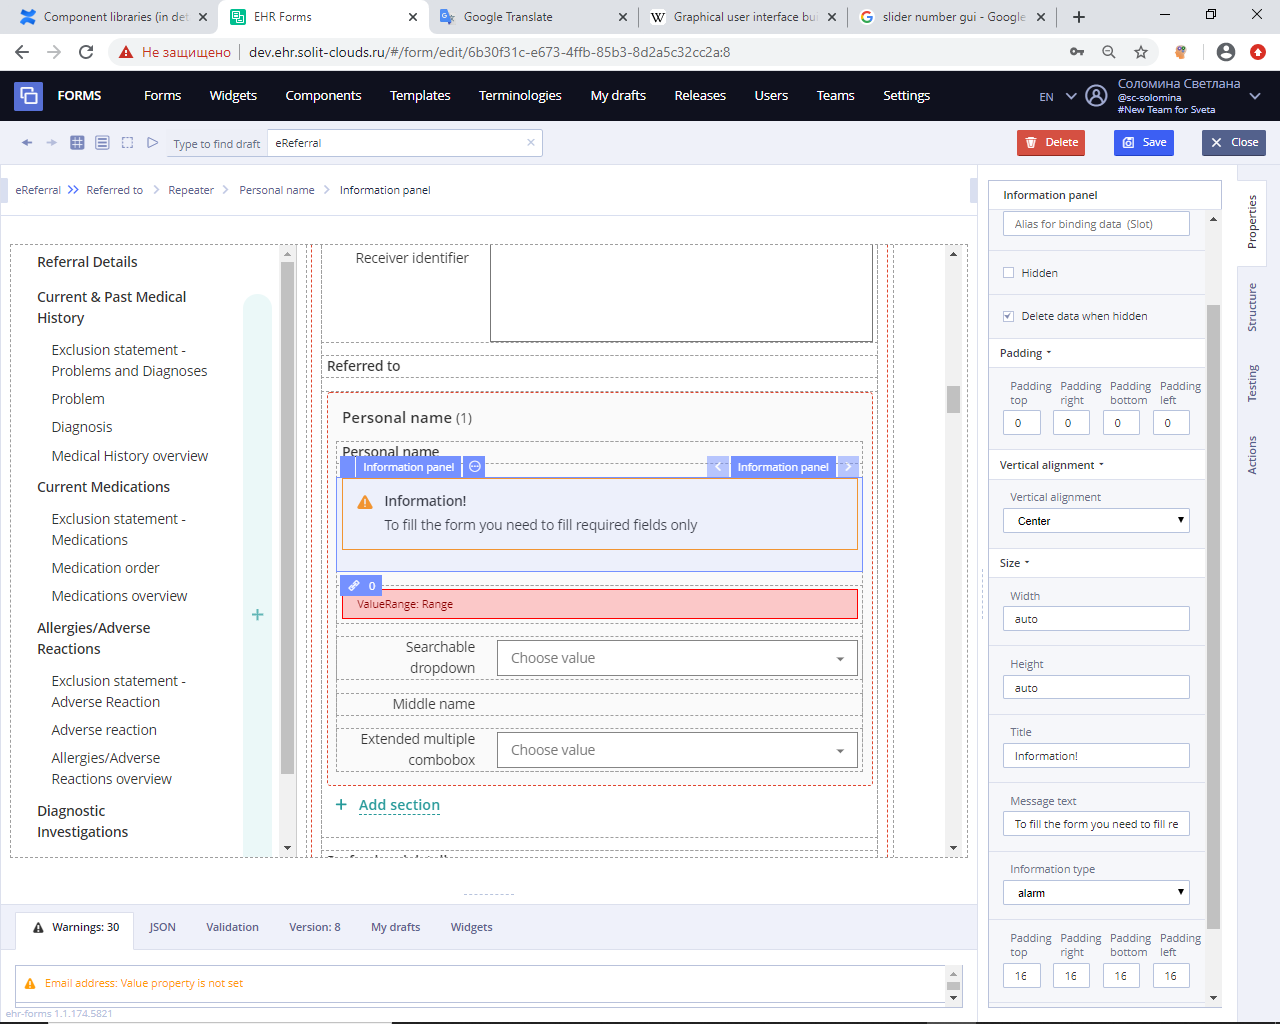 Component libraries (in det
EHR Forms
Google Translate
Graphical user interface bu
slider number gui - Google
Не защищено
dev.ehr.solit-clouds.ru/#/form/edit/6b30f31c-e673-4ffb-85b3-8d2a5c32cc2a:8
FORMS
Forms
Widgets
Components
Templates
Terminologies
My drafts
Releases
Users
Teams
Settings
EN
Соломина Светлана
@sc-solomina
#New Team for Sveta
Type to find draft
eReferral
Delete
Save
Close
eReferral
Referred to
Repeater
Personal name
Information panel
Referral Details
Current & Past Medical
History
Exclusion statement -
Problems and Diagnoses
Problem
Diagnosis
Medical History overview
Current Medications
Exclusion statement -
Medications
Medication order
Medications overview
Allergies/Adverse
Reactions
Exclusion statement -
Adverse Reaction
Adverse reaction
Allergies/Adverse
Reactions overview
Diagnostic
Investigations
Receiver identifier
Referred to
Personal name (1)
Personal name
Information panel
Information panel
Information!
To fill the form you need to fill required fields only
0
ValueRange: Range
Searchable
dropdown
Choose value
Middle name
Extended multiple
combobox
Choose value
Add section
Information panel
Alias for binding data (Slot)
Hidden
Delete data when hidden
Padding
Padding top
Padding right
Padding bottom
Padding left
0
0
0
0
Vertical alignment
Vertical alignment
Center
Size
Width
auto
Height
auto
Title
Information!
Message text
To fill the form you need to fill re
Information type
alarm
Padding top
Padding right
Padding bottom
Padding left
16
16
16
16
Properties
Structure
Testing
Actions
Warnings: 30
JSON
Validation
Version: 8
My drafts
Widgets
Email address: Value property is not set
ehr-forms 1.1.174.5821